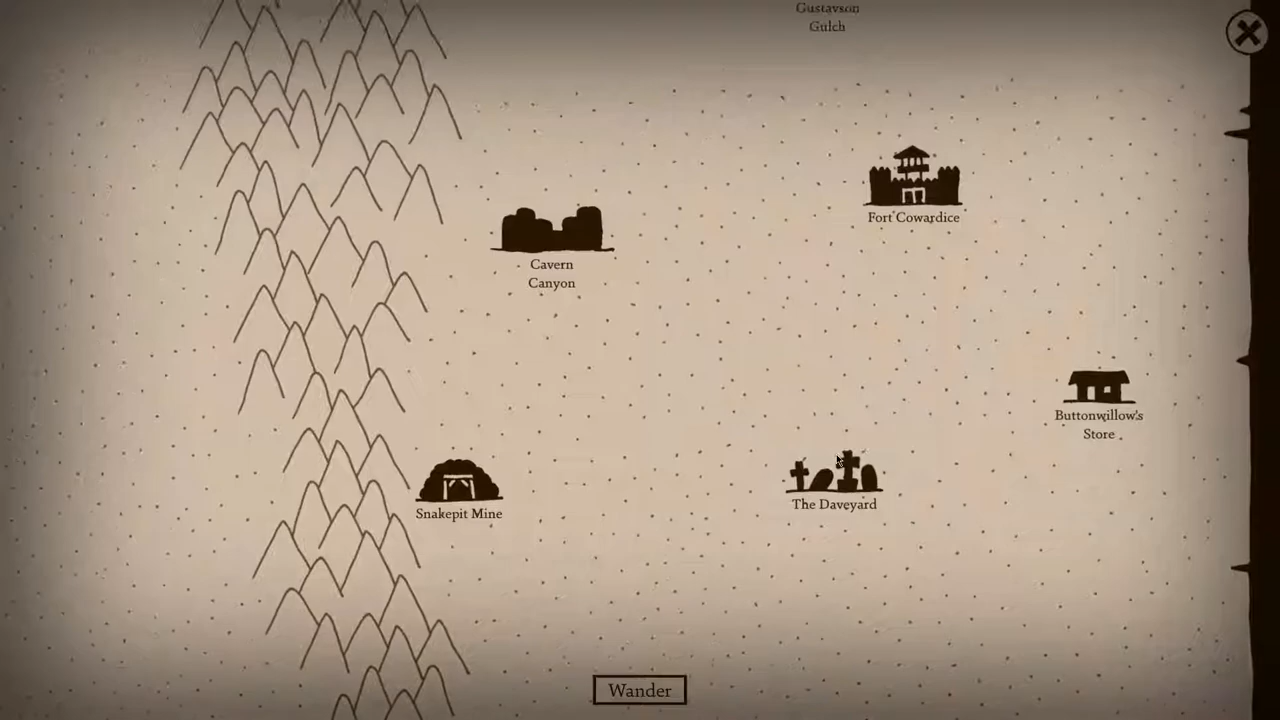 Gustavson
Gulch
Fort Cowardice
Cavern
Canyon
Buttonwillow's
Store
Snakepit Mine
The Daveyard
Wander